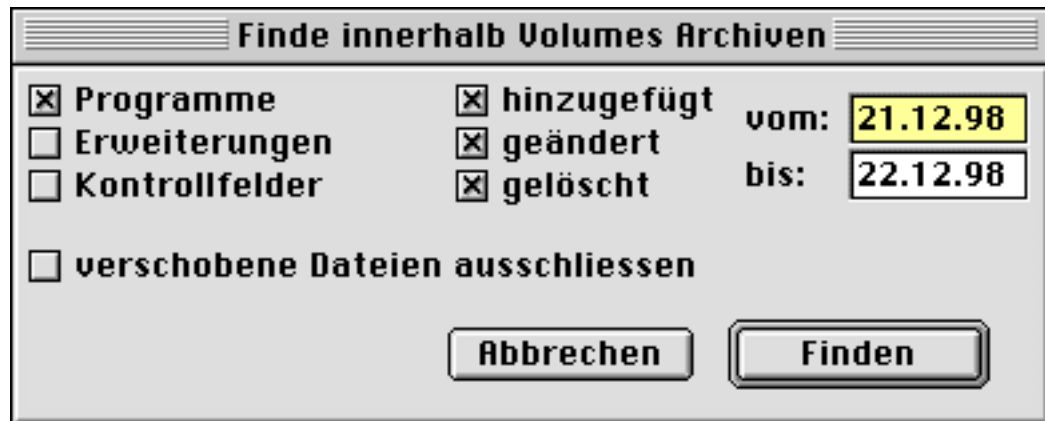 Finde innerhalb Volumes Archiven
Programme
Erweiterungen
Kontrollfelder
hinzugefügt
geändert
gelöscht
vom: 21.12.98
bis: 22.12.98
verschobene Dateien ausschliessen
Abbrechen
Finden